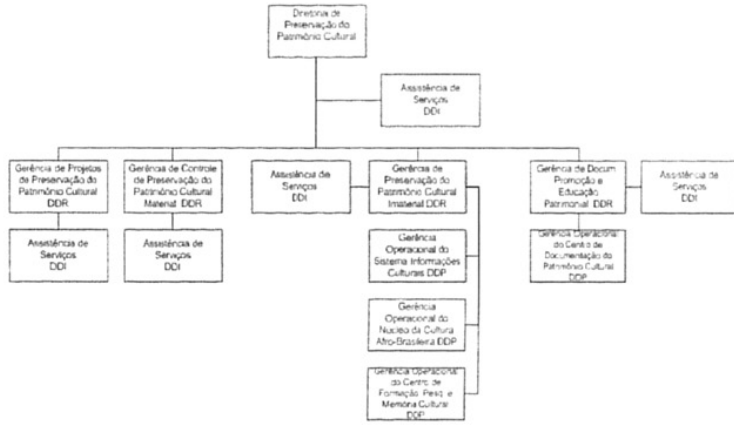 Diretoria de
Preservação do
Patrimônio Cultural
Assistência de
Serviços
DDI
Gerência de Projetos
de Preservação do
Patrimônio Cultural
DDR
Gerência de Controle
de Preservação do
Patrimônio Cultural
Material DDR
Assistência de
Serviços
DDI
Gerência de
Preservação do
Patrimônio Cultural
Imaterial DDR
Gerência de Docum
Promoção e
Educação
Patrimonial DDR
Assistência de
Serviços
DDI
Assistência de
Serviços
DDI
Assistência de
Serviços
DDI
Gerência
Operacional do
Sistema Informações
Culturais DDP
Gerência Operacional
do Centro de
Documentação do
Patrimônio Cultural
DDP
Gerência
Operacional do
Núcleo da Cultura
Afro-Brasileira DDP
Gerência Operacional
do Centro de
Formação Pesq. e
Memória Cultural
DDP